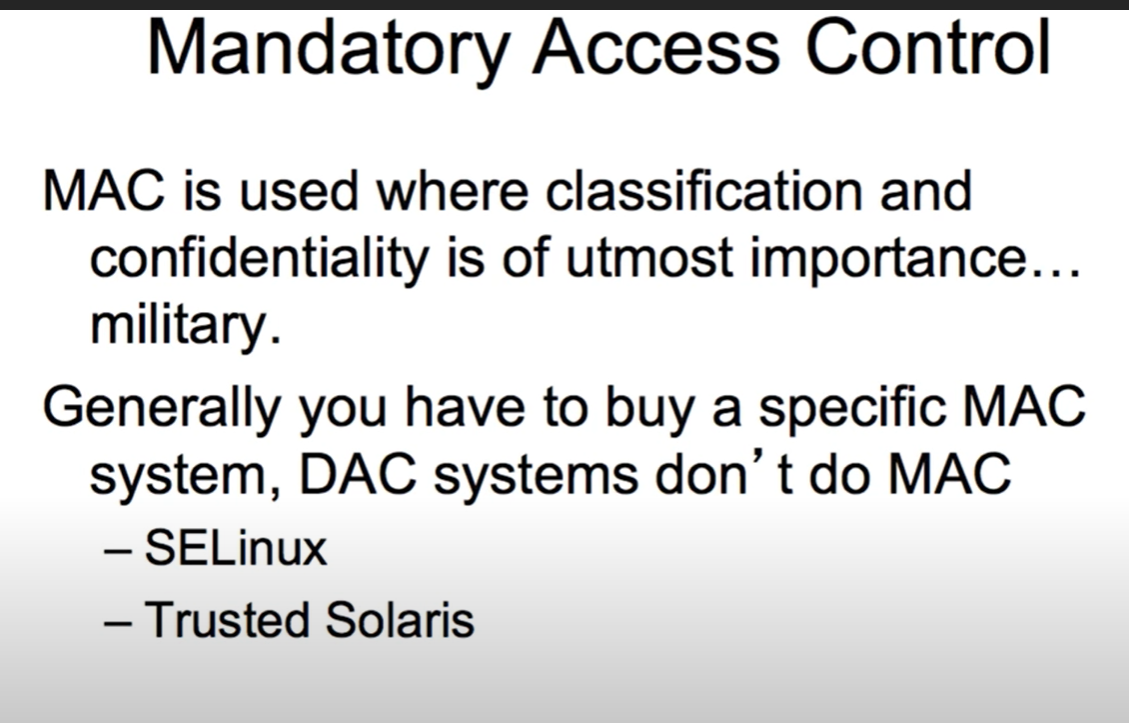 Mandatory Access Control
MAC is used where classification and
confidentiality is of utmost importance…
military.
Generally you have to buy a specific MAC
system, DAC systems don’t do MAC
– SELinux
– Trusted Solaris